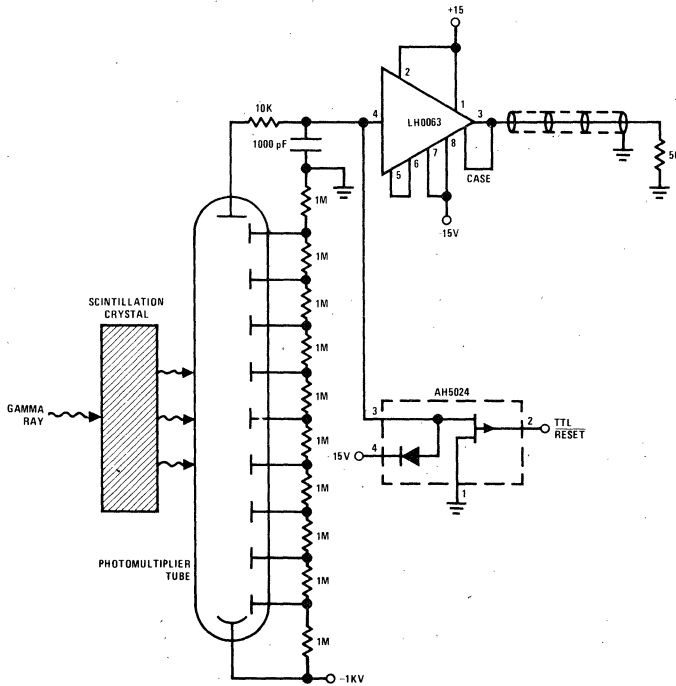 +15
2
10K
4
LH0063
1
3
1000 pF
8
7
6
5
CASE
-15V
1M
1M
1M
1M
1M
1M
1M
1M
1M
1M
SCINTILLATION
CRYSTAL
GAMMA
RAY
PHOTOMULTIPLIER
TUBE
AH5024
3
2
TTL
RESET
15V
4
1
−1KV